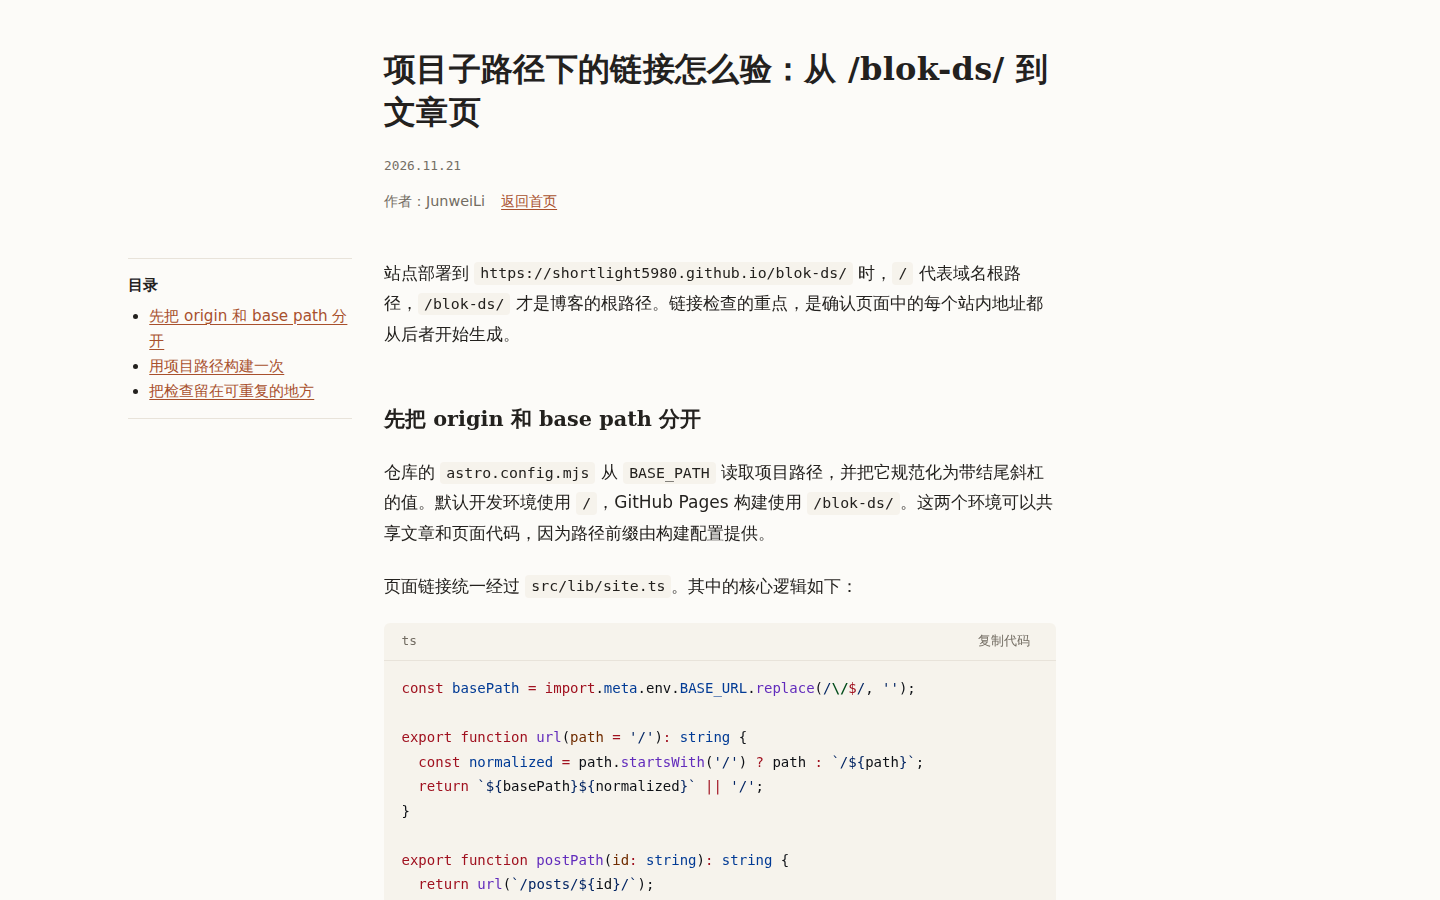 项目子路径下的链接怎么验：从 /blok-ds/ 到
文章页
2026.11.21
作者：JunweiLi 返回首页
目录
先把 origin 和 base path 分
开
用项目路径构建一次
把检查留在可重复的地方
站点部署到 https://shortlight5980.github.io/blok-ds/ 时， / 代表域名根路
径， /blok-ds/ 才是博客的根路径。链接检查的重点，是确认页面中的每个站内地址都
从后者开始生成。
先把 origin 和 base path 分开
仓库的 astro.config.mjs 从 BASE_PATH 读取项目路径，并把它规范化为带结尾斜杠
的值。默认开发环境使用 / ，GitHub Pages 构建使用 /blok-ds/ 。这两个环境可以共
享文章和页面代码，因为路径前缀由构建配置提供。
页面链接统一经过 src/lib/site.ts 。其中的核心逻辑如下：
ts 复制代码
const basePath = import.meta.env.BASE_URL.replace(/\/$/, '');
export function url(path = '/'): string {
  const normalized = path.startsWith('/') ? path : `/${path}`;
  return `${basePath}${normalized}` || '/';
}
export function postPath(id: string): string {
  return url(`/posts/${id}/`);